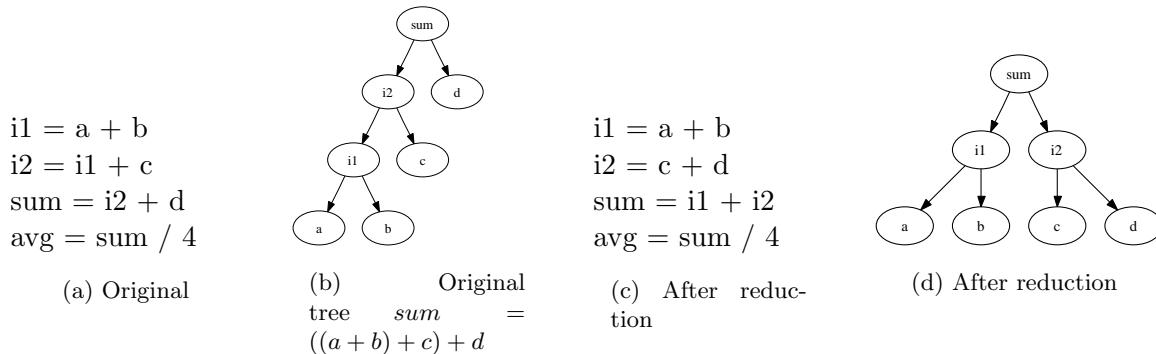 i1 = a + b
i2 = i1 + c
sum = i2 + d
avg = sum / 4
(a) Original
sum
i2
d
i1
c
a
b
(b) Original
tree sum =
((a + b) + c) + d
i1 = a + b
i2 = c + d
sum = i1 + i2
avg = sum / 4
(c) After reduc-
tion
sum
i1
i2
a
b
c
d
(d) After reduction